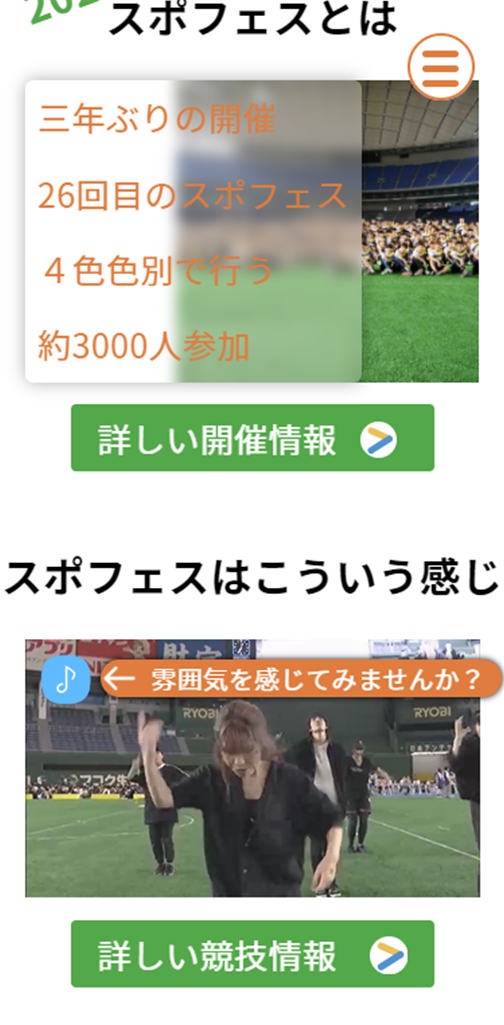 スポフェスとは
三年ぶりの開催
26回目のスポフェス
４色色別で行う
約3000人参加
詳しい開催情報
スポフェスはこういう感じ
雰囲気を感じてみませんか？
RYOBI
RYOBI
詳しい競技情報